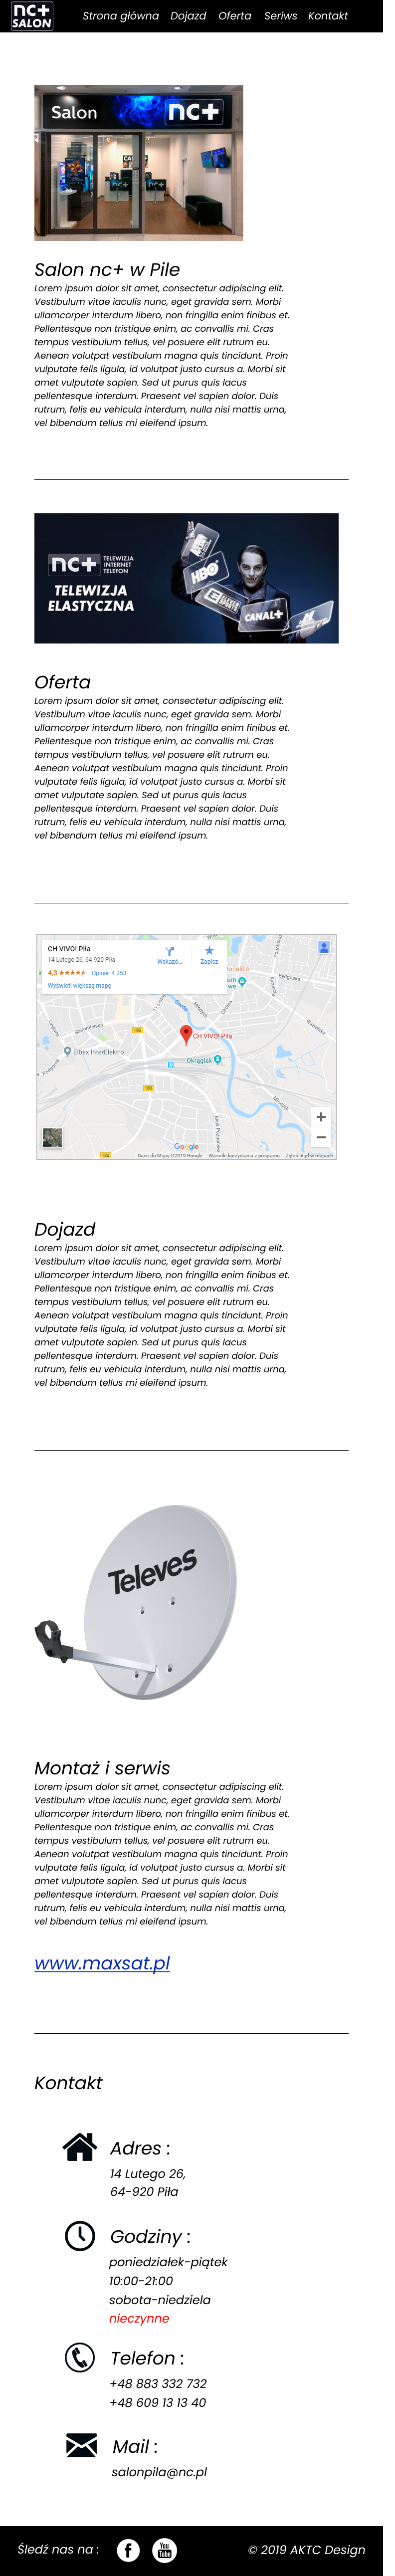 nc+
SALON
Strona główna Dojazd Oferta Seriws Kontakt
Salon nc+
Salon nc+ w Pile
Lorem ipsum dolor sit amet, consectetur adipiscing elit.
Vestibulum vitae iaculis nunc, eget gravida sem. Morbi
ullamcorper interdum libero, non fringilla enim finibus et.
Pellentesque non tristique enim, ac convallis mi. Cras
tempus vestibulum tellus, vel posuere elit rutrum eu.
Aenean volutpat vestibulum magna quis tincidunt. Proin
vulputate felis ligula, id volutpat justo cursus a. Morbi sit
amet vulputate sapien. Sed ut purus quis lacus
pellentesque interdum. Praesent vel sapien dolor. Duis
rutrum, felis eu vehicula interdum, nulla nisi mattis urna,
vel bibendum tellus mi eleifend ipsum.
nc+ TELEWIZJA
INTERNET
TELEFON
TELEWIZJA
ELASTYCZNA
HBO
CANAL+
Oferta
Lorem ipsum dolor sit amet, consectetur adipiscing elit.
Vestibulum vitae iaculis nunc, eget gravida sem. Morbi
ullamcorper interdum libero, non fringilla enim finibus et.
Pellentesque non tristique enim, ac convallis mi. Cras
tempus vestibulum tellus, vel posuere elit rutrum eu.
Aenean volutpat vestibulum magna quis tincidunt. Proin
vulputate felis ligula, id volutpat justo cursus a. Morbi sit
amet vulputate sapien. Sed ut purus quis lacus
pellentesque interdum. Praesent vel sapien dolor. Duis
rutrum, felis eu vehicula interdum, nulla nisi mattis urna,
vel bibendum tellus mi eleifend ipsum.
CH VIVO! Piła
14 Lutego 26, 64-920 Piła
4,3 Opinie: 4 253
Wyświetl większą mapę
Wskazó... Zapisz
Bydgoska
Wawelska
Staromiejska
Gwda
Młodych
Okólna
180
CH VIVO! Piła
Elbex InterElektro
Okrąglak
Podgórna
180
Młodych
180
Google
Dane do Mapy ©2019 Google Warunki korzystania z programu Zgłoś błąd w mapach
Dojazd
Lorem ipsum dolor sit amet, consectetur adipiscing elit.
Vestibulum vitae iaculis nunc, eget gravida sem. Morbi
ullamcorper interdum libero, non fringilla enim finibus et.
Pellentesque non tristique enim, ac convallis mi. Cras
tempus vestibulum tellus, vel posuere elit rutrum eu.
Aenean volutpat vestibulum magna quis tincidunt. Proin
vulputate felis ligula, id volutpat justo cursus a. Morbi sit
amet vulputate sapien. Sed ut purus quis lacus
pellentesque interdum. Praesent vel sapien dolor. Duis
rutrum, felis eu vehicula interdum, nulla nisi mattis urna,
vel bibendum tellus mi eleifend ipsum.
Televes
Montaż i serwis
Lorem ipsum dolor sit amet, consectetur adipiscing elit.
Vestibulum vitae iaculis nunc, eget gravida sem. Morbi
ullamcorper interdum libero, non fringilla enim finibus et.
Pellentesque non tristique enim, ac convallis mi. Cras
tempus vestibulum tellus, vel posuere elit rutrum eu.
Aenean volutpat vestibulum magna quis tincidunt. Proin
vulputate felis ligula, id volutpat justo cursus a. Morbi sit
amet vulputate sapien. Sed ut purus quis lacus
pellentesque interdum. Praesent vel sapien dolor. Duis
rutrum, felis eu vehicula interdum, nulla nisi mattis urna,
vel bibendum tellus mi eleifend ipsum.
www.maxsat.pl
Kontakt
Adres :
14 Lutego 26,
64-920 Piła
Godziny :
poniedziałek-piątek
10:00-21:00
sobota-niedziela
nieczynne
Telefon :
+48 883 332 732
+48 609 13 13 40
Mail :
salonpila@nc.pl
Śledź nas na :
You
Tube
© 2019 AKTC Design